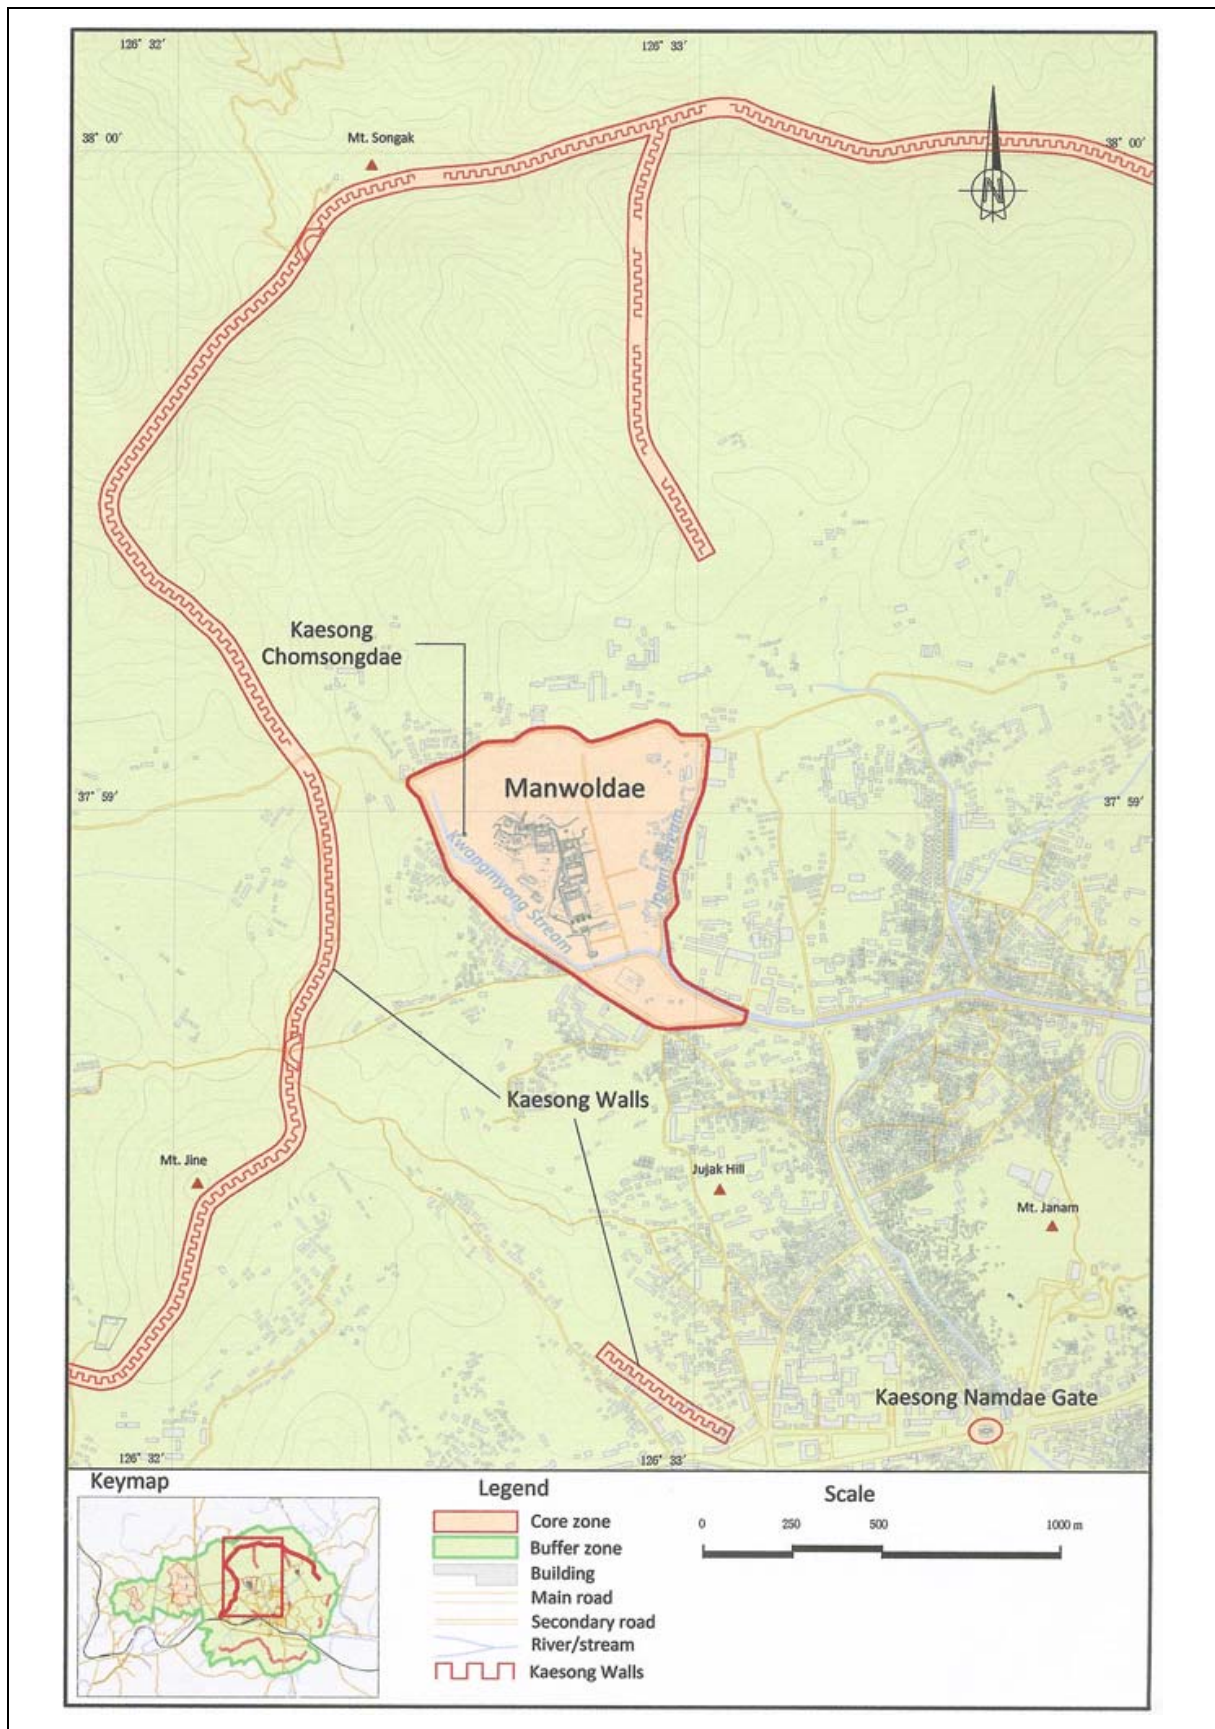 126° 32′
126° 33′
38° 00′
Mt. Songak
38° 00′
N
Kaesong
Chomsongdae
Manwoldae
37° 59′
37° 59′
Kwangmyong Stream
Stream
Kaesong Walls
Mt. Jine
Jujak Hill
Mt. Janam
Kaesong Namdae Gate
126° 32′
126° 33′
Keymap
Legend
Scale
Core zone
Buffer zone
Building
Main road
Secondary road
River/stream
Kaesong Walls
0
250
500
1000 m